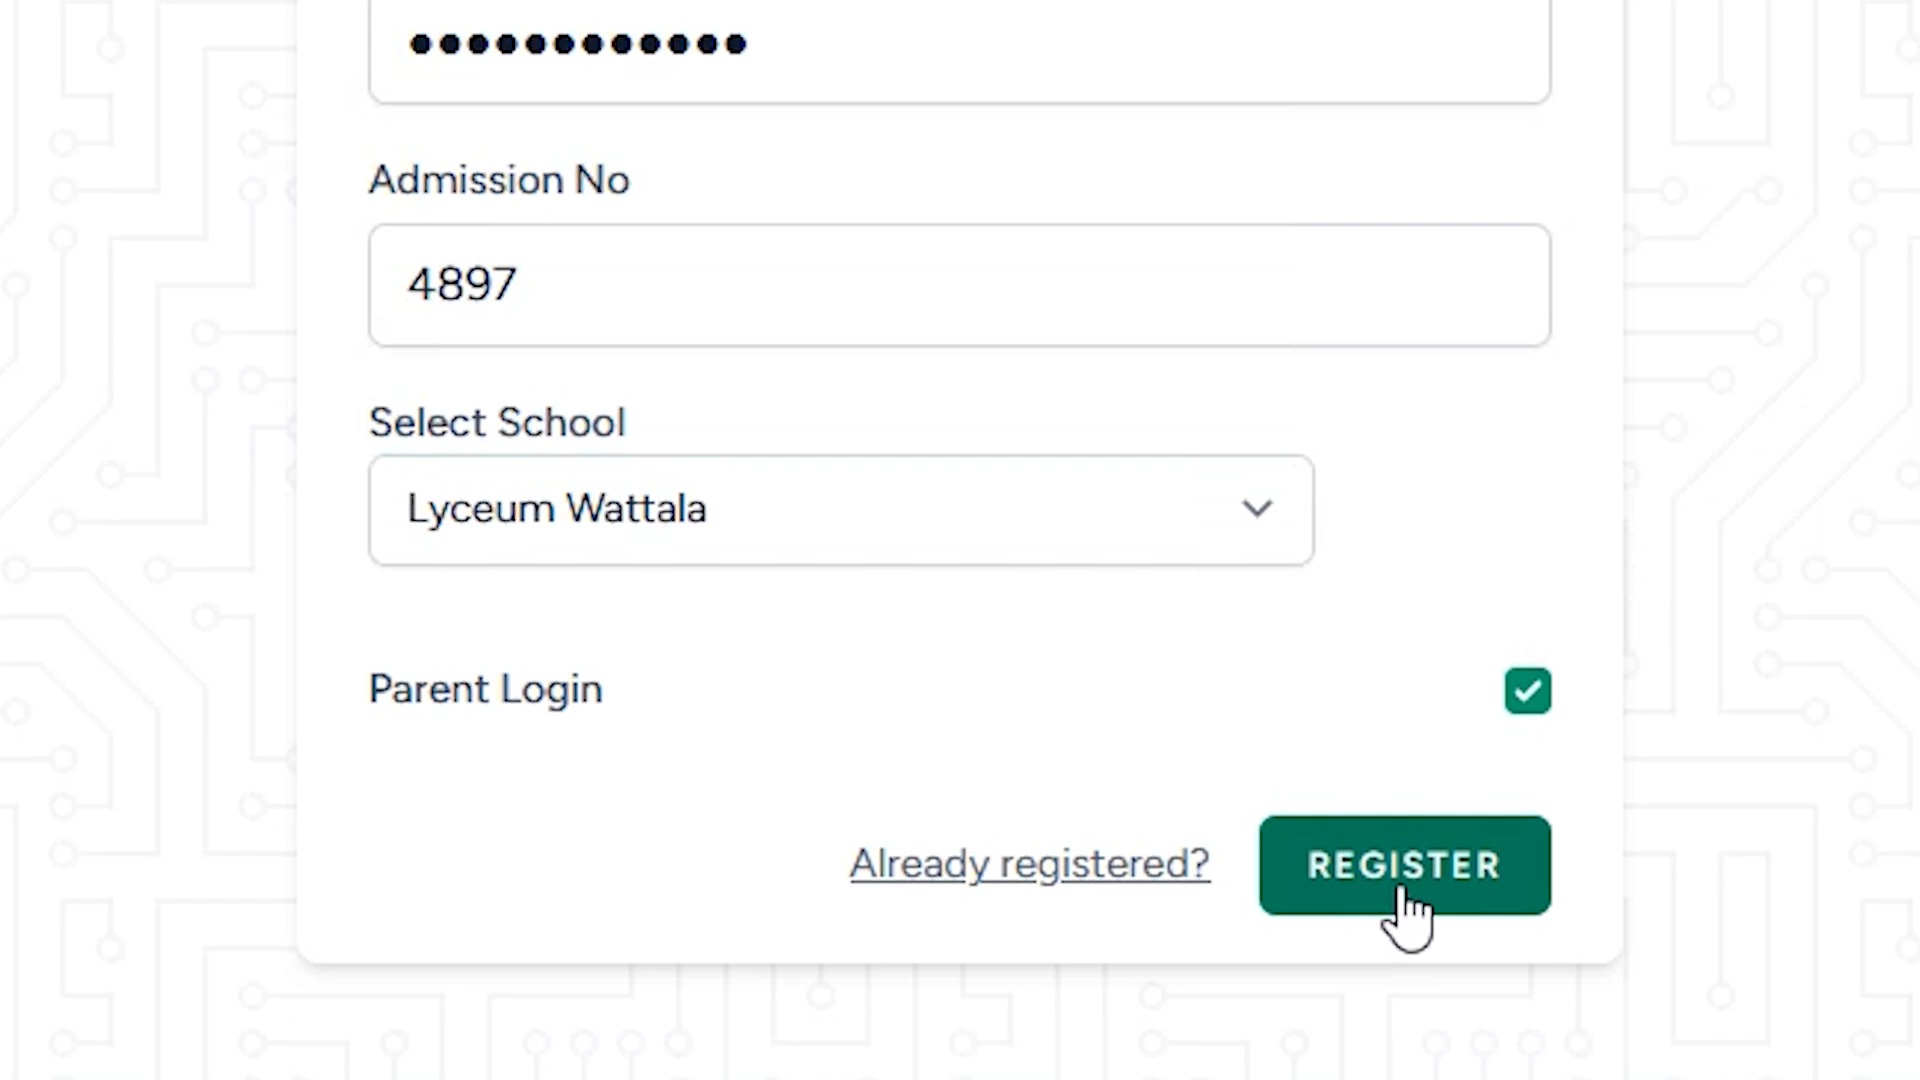 Admission No
4897
Select School
Lyceum Wattala
Parent Login
Already registered?
REGISTER